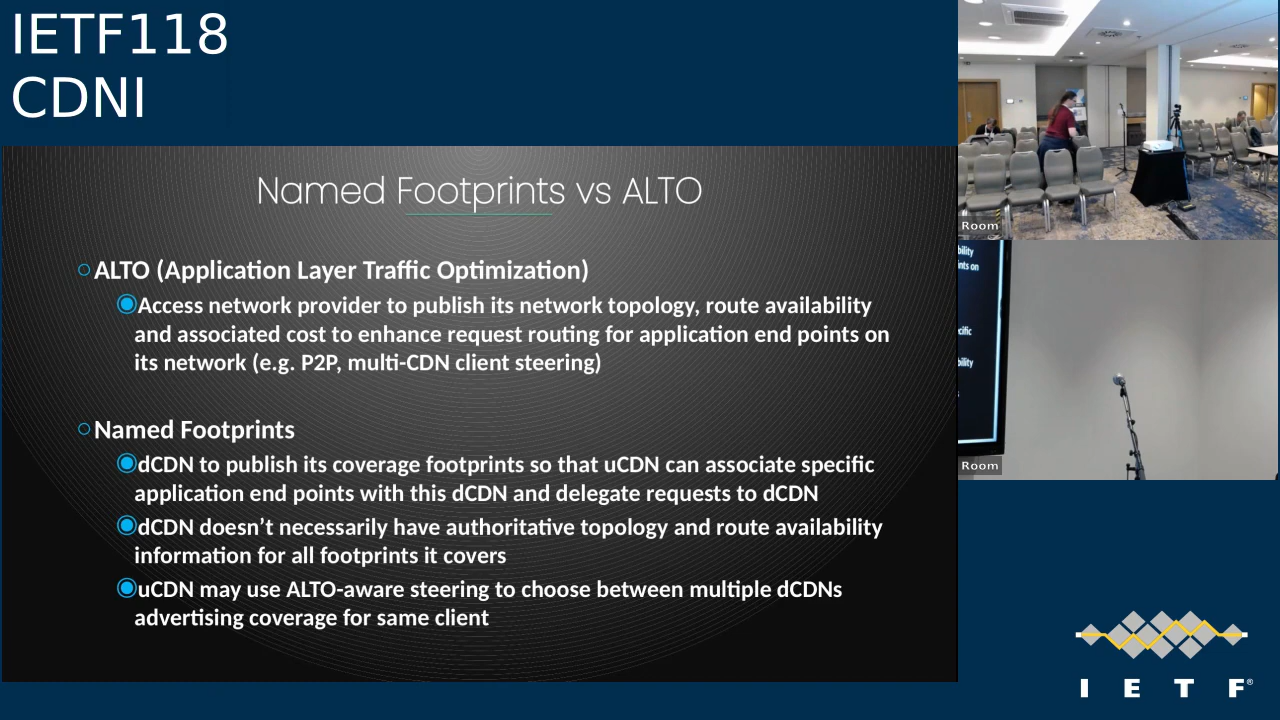 IETF118
CDNI
Named Footprints vs ALTO
ALTO (Application Layer Traffic Optimization)
Access network provider to publish its network topology, route availability
and associated cost to enhance request routing for application end points on
its network (e.g. P2P, multi-CDN client steering)
Named Footprints
dCDN to publish its coverage footprints so that uCDN can associate specific
application end points with this dCDN and delegate requests to dCDN
dCDN doesn’t necessarily have authoritative topology and route availability
information for all footprints it covers
uCDN may use ALTO-aware steering to choose between multiple dCDNs
advertising coverage for same client
Room
bility
nts on
cific
bility
Room
I E T F®